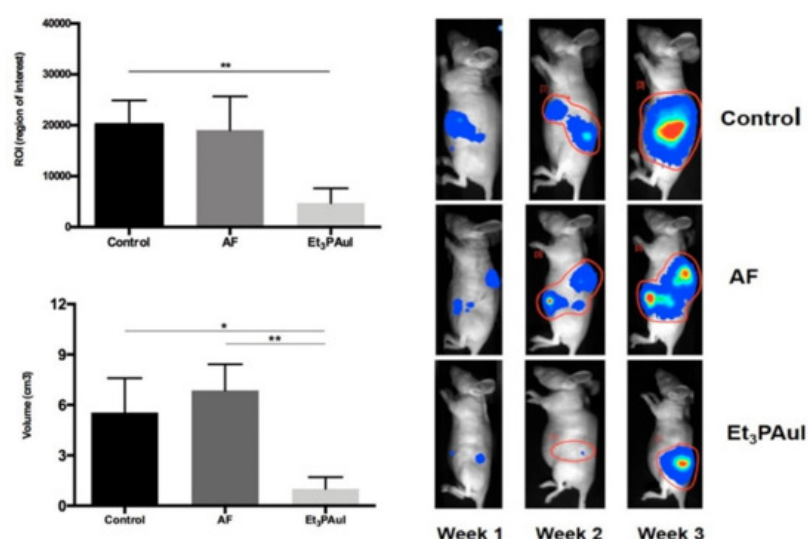 ROI (region of interest)
40000
30000
20000
10000
0
**
Control
AF
Et₃PAuI
Volume (cm3)
12
9
6
3
0
*
**
Control
AF
Et₃PAuI
Control
AF
Et₃PAuI
Week 1
Week 2
Week 3